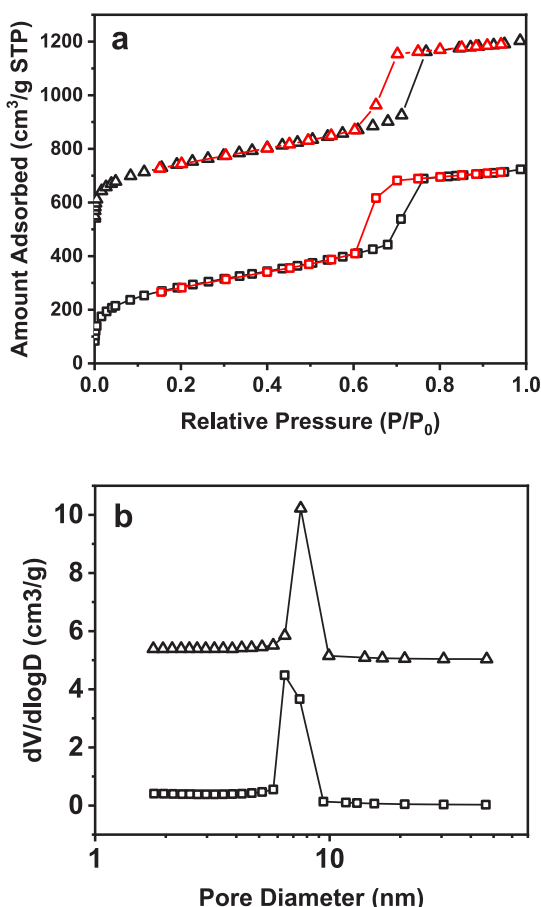 a
Amount Adsorbed (cm³/g STP)
1200
1000
800
600
400
200
0
0.0 0.2 0.4 0.6 0.8 1.0
Relative Pressure (P/P₀)
b
dV/dlogD (cm3/g)
10
8
6
4
2
0
1 10
Pore Diameter (nm)